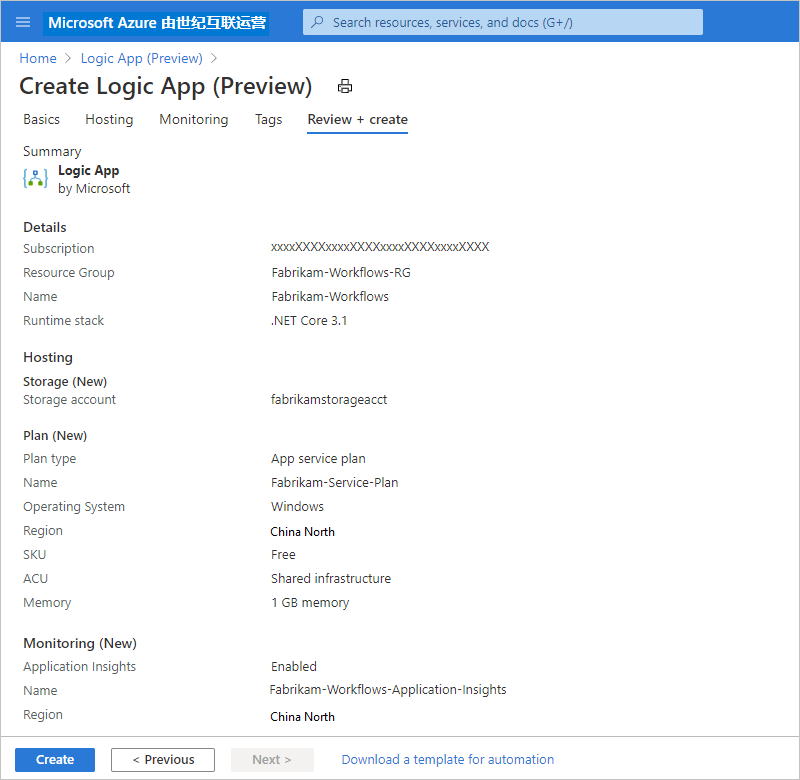 Microsoft Azure 由世纪互联运营
Search resources, services, and docs (G+/)
Home > Logic App (Preview) >
Create Logic App (Preview)
Basics Hosting Monitoring Tags Review + create
Summary
Logic App
by Microsoft
Details
Subscription xxxxXXXXxxxxXXXXxxxxXXXXxxxxXXXX
Resource Group Fabrikam-Workflows-RG
Name Fabrikam-Workflows
Runtime stack .NET Core 3.1
Hosting
Storage (New)
Storage account fabrikamstorageacct
Plan (New)
Plan type App service plan
Name Fabrikam-Service-Plan
Operating System Windows
Region China North
SKU Free
ACU Shared infrastructure
Memory 1 GB memory
Monitoring (New)
Application Insights Enabled
Name Fabrikam-Workflows-Application-Insights
Region China North
Create < Previous Next > Download a template for automation